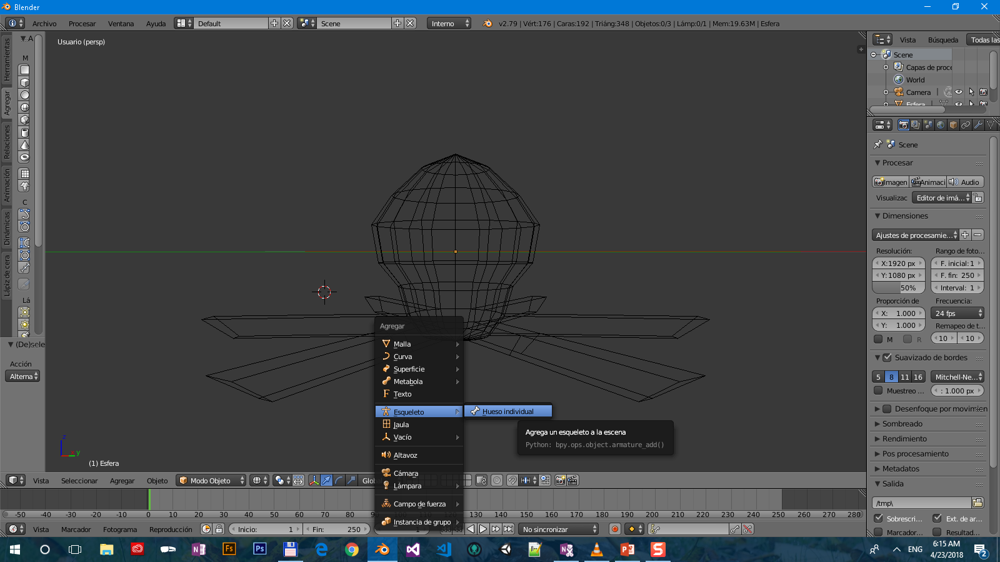 Blender
Archivo Procesar Ventana Ayuda Default Scene Interno v2.79 | Vért:176 | Caras:192 | Triáng:348 | Objetos:0/3 | Lámp:0/1 | Mem:19.63M | Esfera
Usuario (persp)
Herramientas
Agregar
Relaciones
Animación
Dinámicas
Lápiz de cera
A
M
C
Lá
(De)sele
Acción
Alterna
(1) Esfera
z
y
Agregar
Malla
Curva
Superficie
Metabola
Texto
Esqueleto
Jaula
Vacío
Altavoz
Cámara
Lámpara
Campo de fuerza
Instancia de grupo
Hueso individual
Agrega un esqueleto a la escena
Python: bpy.ops.object.armature_add()
Vista Búsqueda Todas las
Scene
Capas de proce
World
Camera
Esfera
Scene
Procesar
Imagen Animaci Audio
Visualizac Editor de imá...
Dimensiones
Ajustes de procesamie...
Resolución: Rango de foto...
X:1920 px F. inicial: 1
Y: 1080 px F. fin: 250
50% Interval: 1
Proporción de Frecuencia:
X: 1.000 24 fps
Y: 1.000 Remapeo de t...
M R 10 10
Suavizado de bordes
5 8 11 16 Mitchell-Ne...
Muestreo ... : 1.000 px
Desenfoque por movimien
Sombreado
Rendimiento
Pos procesamiento
Metadatos
Salida
/tmp\
Sobrescri... Ext. de ar...
Marcador... Resultad...
Vista Seleccionar Agregar Objeto Modo Objeto Global
-50 -40 -30 -20 -10 0 10 20 30 40 50 60 70 80 120 130 140 150 160 170 180 190 200 210 220 230 240 250 260 270 280
Vista Marcador Fotograma Reproducción Inicio: 1 Fin: 250 1 No sincronizar
ENG
6:15 AM
4/23/2018
2